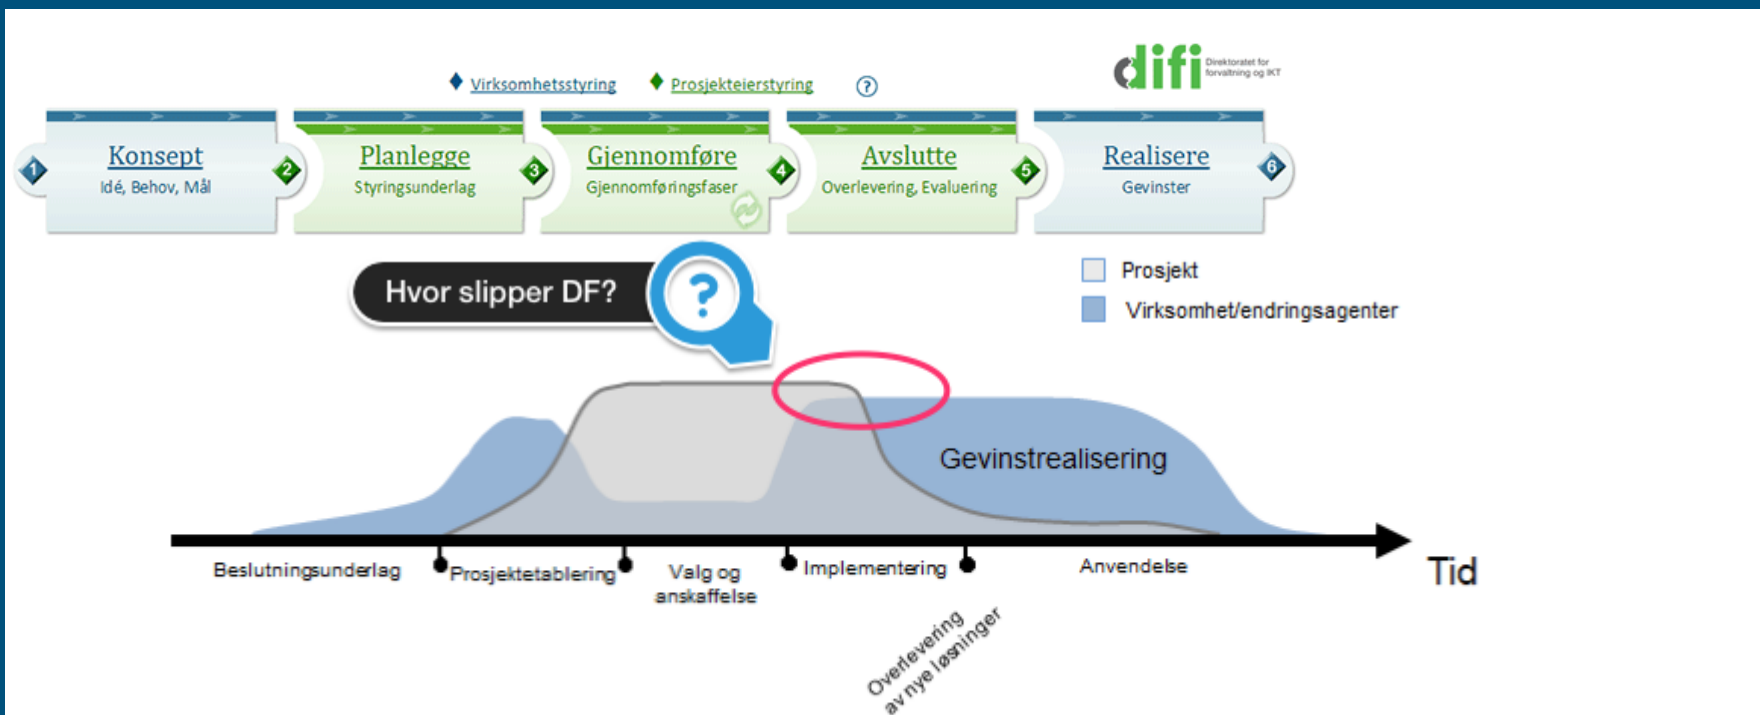 difi
Direktoratet for
forvaltning og IKT
Virksomhetsstyring
Prosjekteierstyring
?
1
Konsept
Idé, Behov, Mål
2
Planlegge
Styringsunderlag
3
Gjennomføre
Gjennomføringsfaser
4
Avslutte
Overlevering, Evaluering
5
Realisere
Gevinster
6
Hvor slipper DF?
?
Prosjekt
Virksomhet/endringsagenter
Gevinstrealisering
Beslutningsunderlag
Prosjektetablering
Valg og
anskaffelse
Implementering
Anvendelse
Tid
Overlevering
av nye løsninger